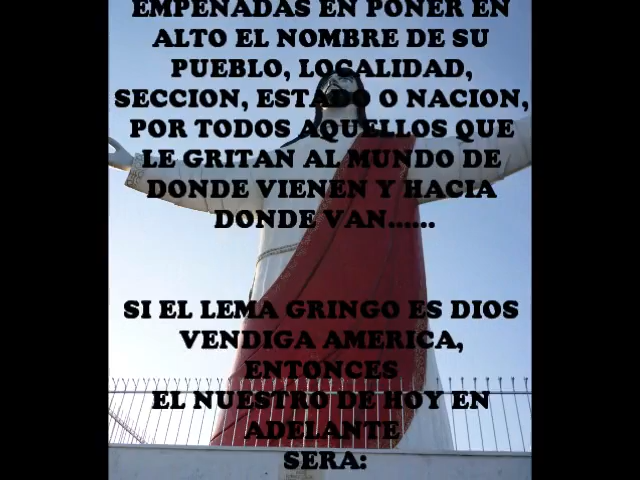 EMPEÑADAS EN PONER EN
ALTO EL NOMBRE DE SU
PUEBLO, LOCALIDAD,
SECCION, ESTADO O NACION,
POR TODOS AQUELLOS QUE
LE GRITAN AL MUNDO DE
DONDE VIENEN Y HACIA
DONDE VAN......
SI EL LEMA GRINGO ES DIOS
VENDIGA AMERICA,
ENTONCES
EL NUESTRO DE HOY EN
ADELANTE
SERA: